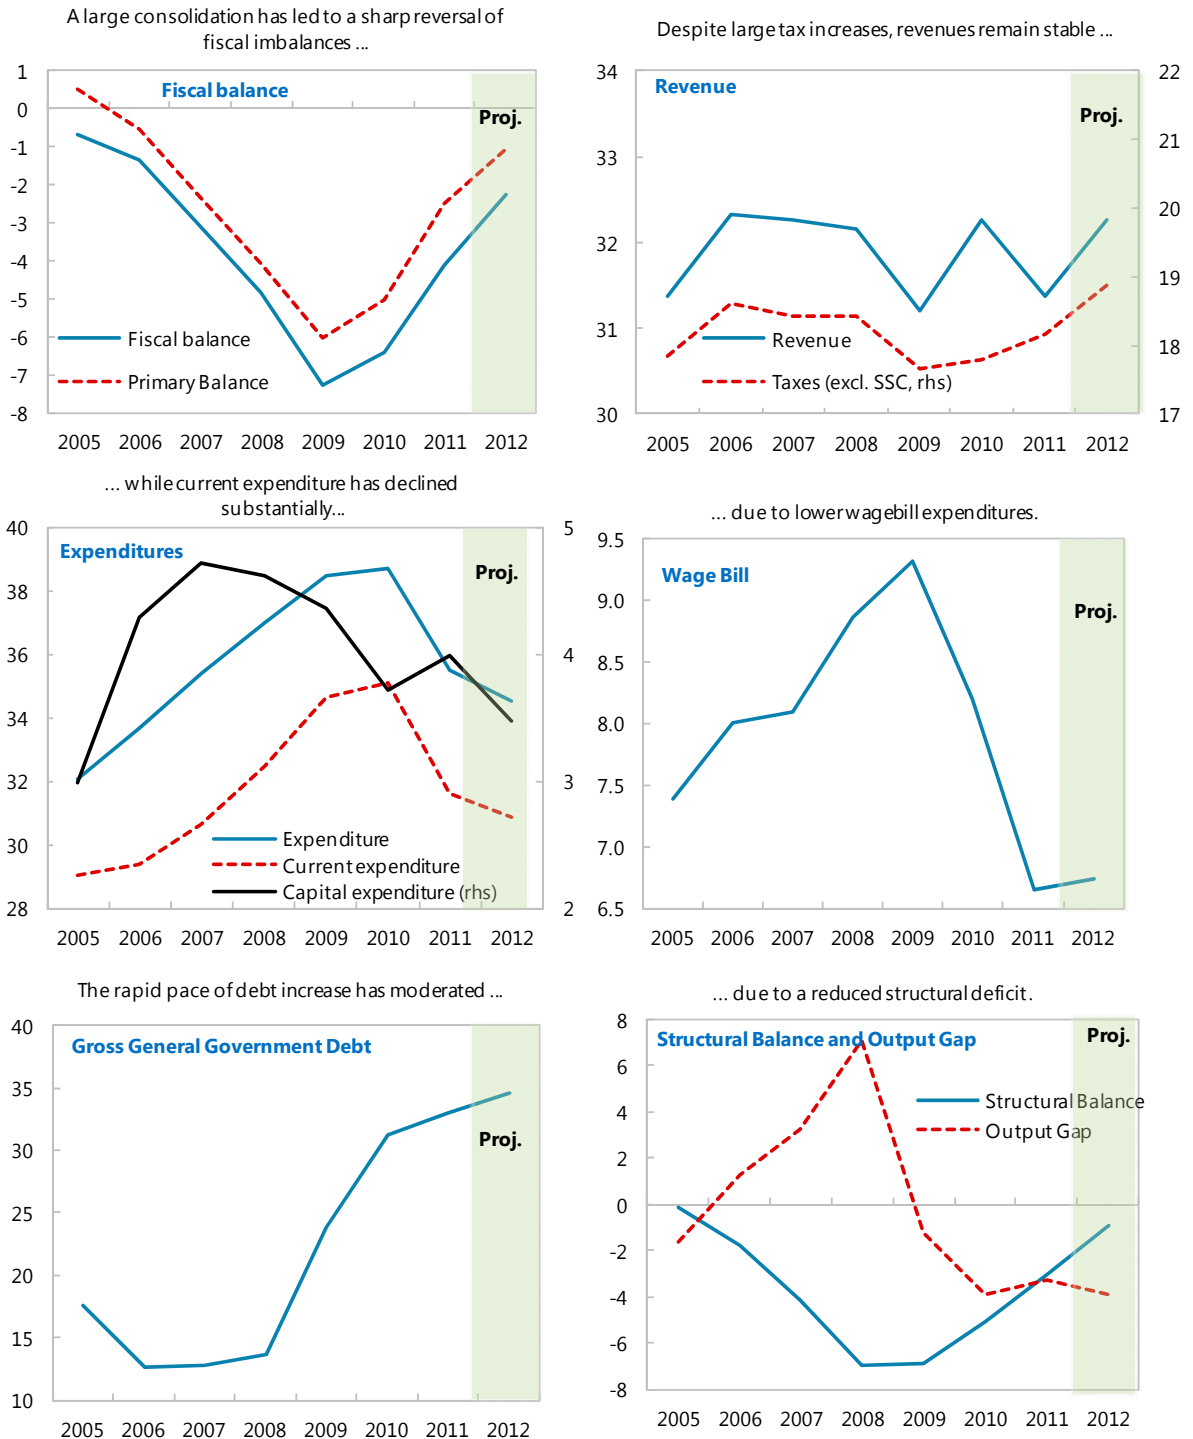 A large consolidation has led to a sharp reversal of
fiscal imbalances ...
1
0
-1
-2
-3
-4
-5
-6
-7
-8
Fiscal balance
Proj.
Fiscal balance
Primary Balance
2005 2006 2007 2008 2009 2010 2011 2012
Despite large tax increases, revenues remain stable ...
34
33
32
31
30
Revenue
Proj.
Revenue
Taxes (excl. SSC, rhs)
22
21
20
19
18
17
2005 2006 2007 2008 2009 2010 2011 2012
... while current expenditure has declined
substantially...
40
38
36
34
32
30
28
Expenditures
Proj.
Expenditure
Current expenditure
Capital expenditure (rhs)
5
4
3
2
2005 2006 2007 2008 2009 2010 2011 2012
... due to lower wage bill expenditures.
9.5
9.0
8.5
8.0
7.5
7.0
6.5
Wage Bill
Proj.
2005 2006 2007 2008 2009 2010 2011 2012
The rapid pace of debt increase has moderated ...
40
35
30
25
20
15
10
Gross General Government Debt
Proj.
2005 2006 2007 2008 2009 2010 2011 2012
... due to a reduced structural deficit.
8
6
4
2
0
-2
-4
-6
-8
Structural Balance and Output Gap
Proj.
Structural Balance
Output Gap
2005 2006 2007 2008 2009 2010 2011 2012